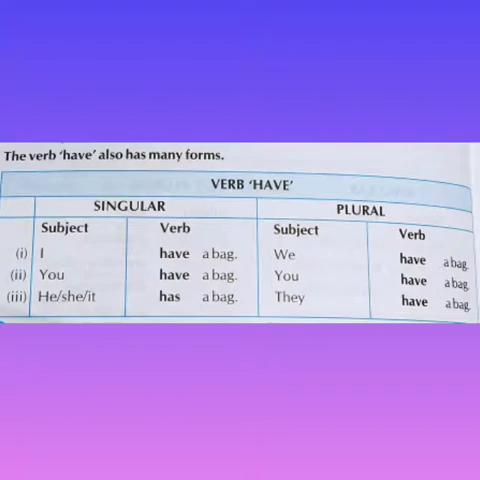 The verb 'have' also has many forms.
VERB 'HAVE'
SINGULAR PLURAL
Subject Verb Subject Verb
(i) I have a bag. We have a bag.
(ii) You have a bag. You have a bag.
(iii) He/she/it has a bag. They have a bag.